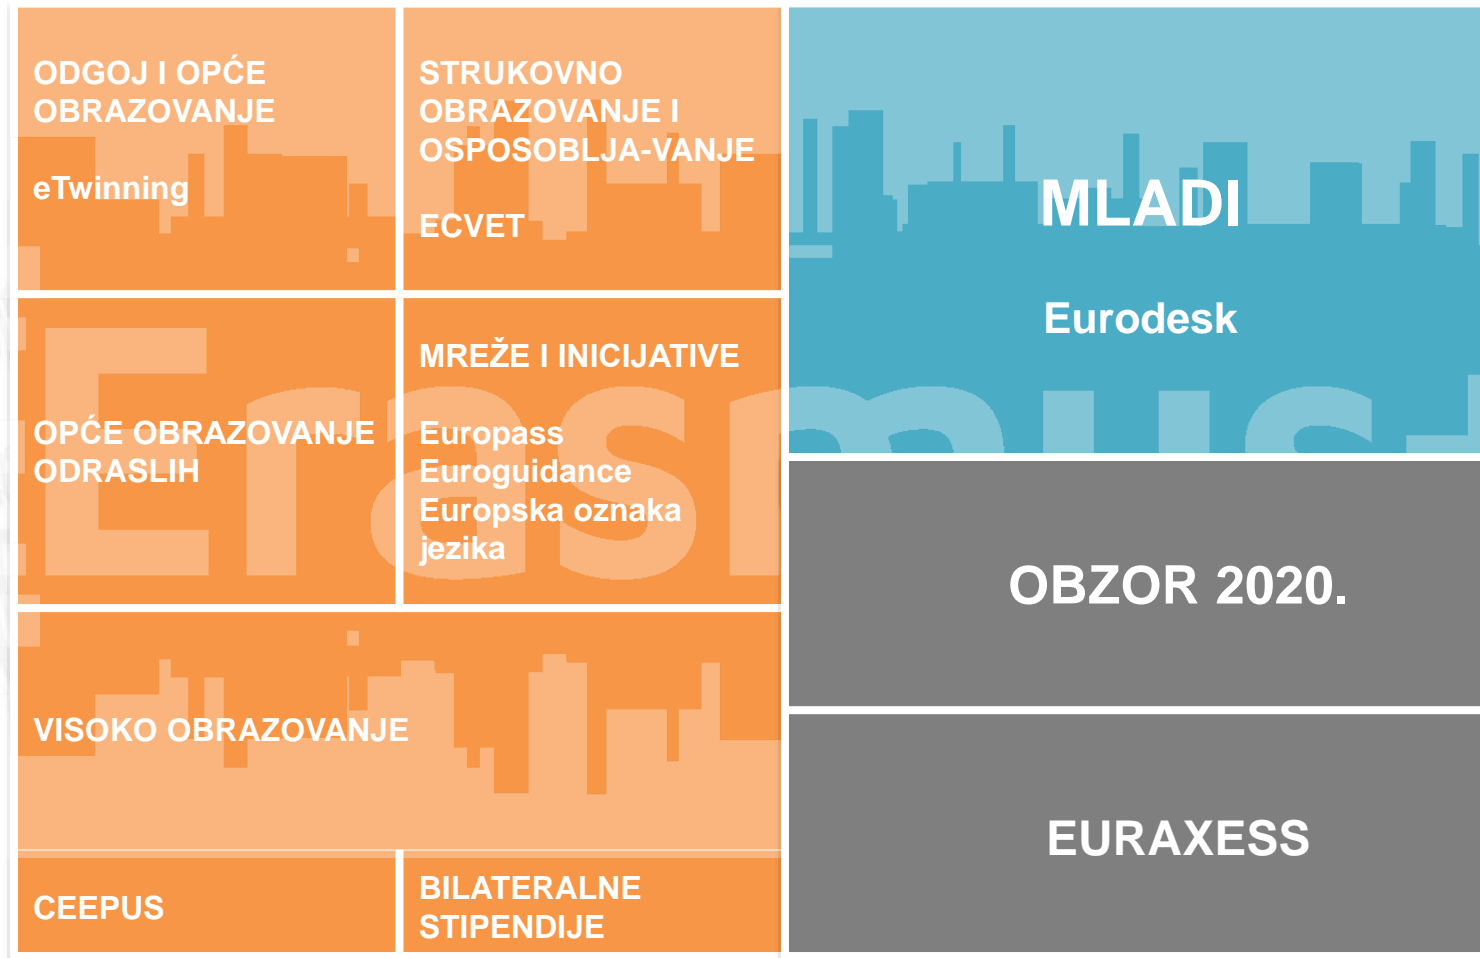 ODGOJ I OPĆE
OBRAZOVANJE
eTwinning
STRUKOVNO
OBRAZOVANJE I
OSPOSOBLJA-VANJE
ECVET
MLADI
Eurodesk
OPĆE OBRAZOVANJE
ODRASLIH
MREŽE I INICIJATIVE
Europass
Euroguidance
Europska oznaka
jezika
Erasmus+
OBZOR 2020.
VISOKO OBRAZOVANJE
EURAXESS
CEEPUS
BILATERALNE
STIPENDIJE